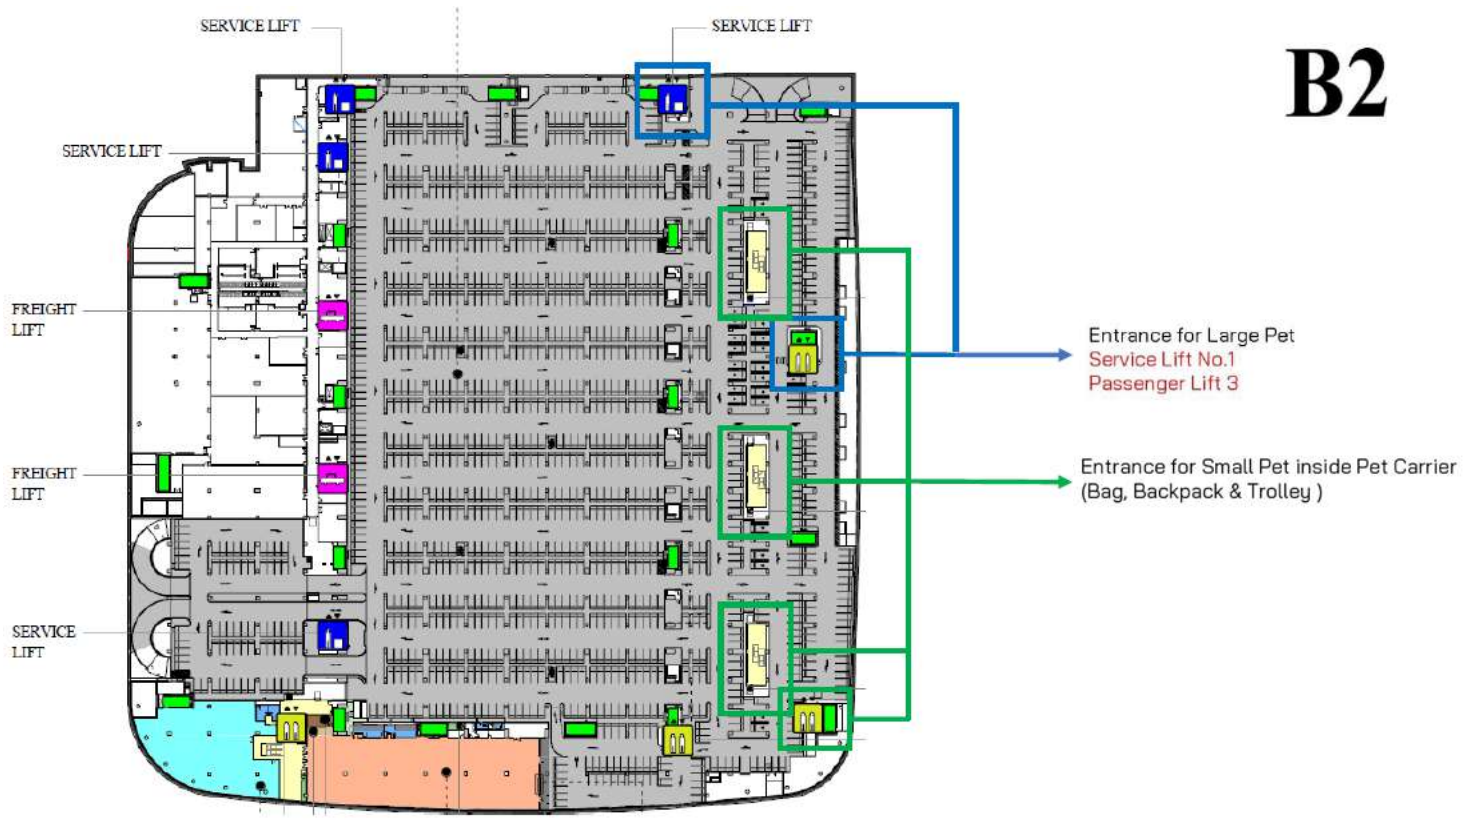 SERVICE LIFT
SERVICE LIFT
B2
SERVICE LIFT
FREIGHT
LIFT
Entrance for Large Pet
Service Lift No.1
Passenger Lift 3
FREIGHT
LIFT
Entrance for Small Pet inside Pet Carrier
(Bag, Backpack & Trolley )
SERVICE
LIFT